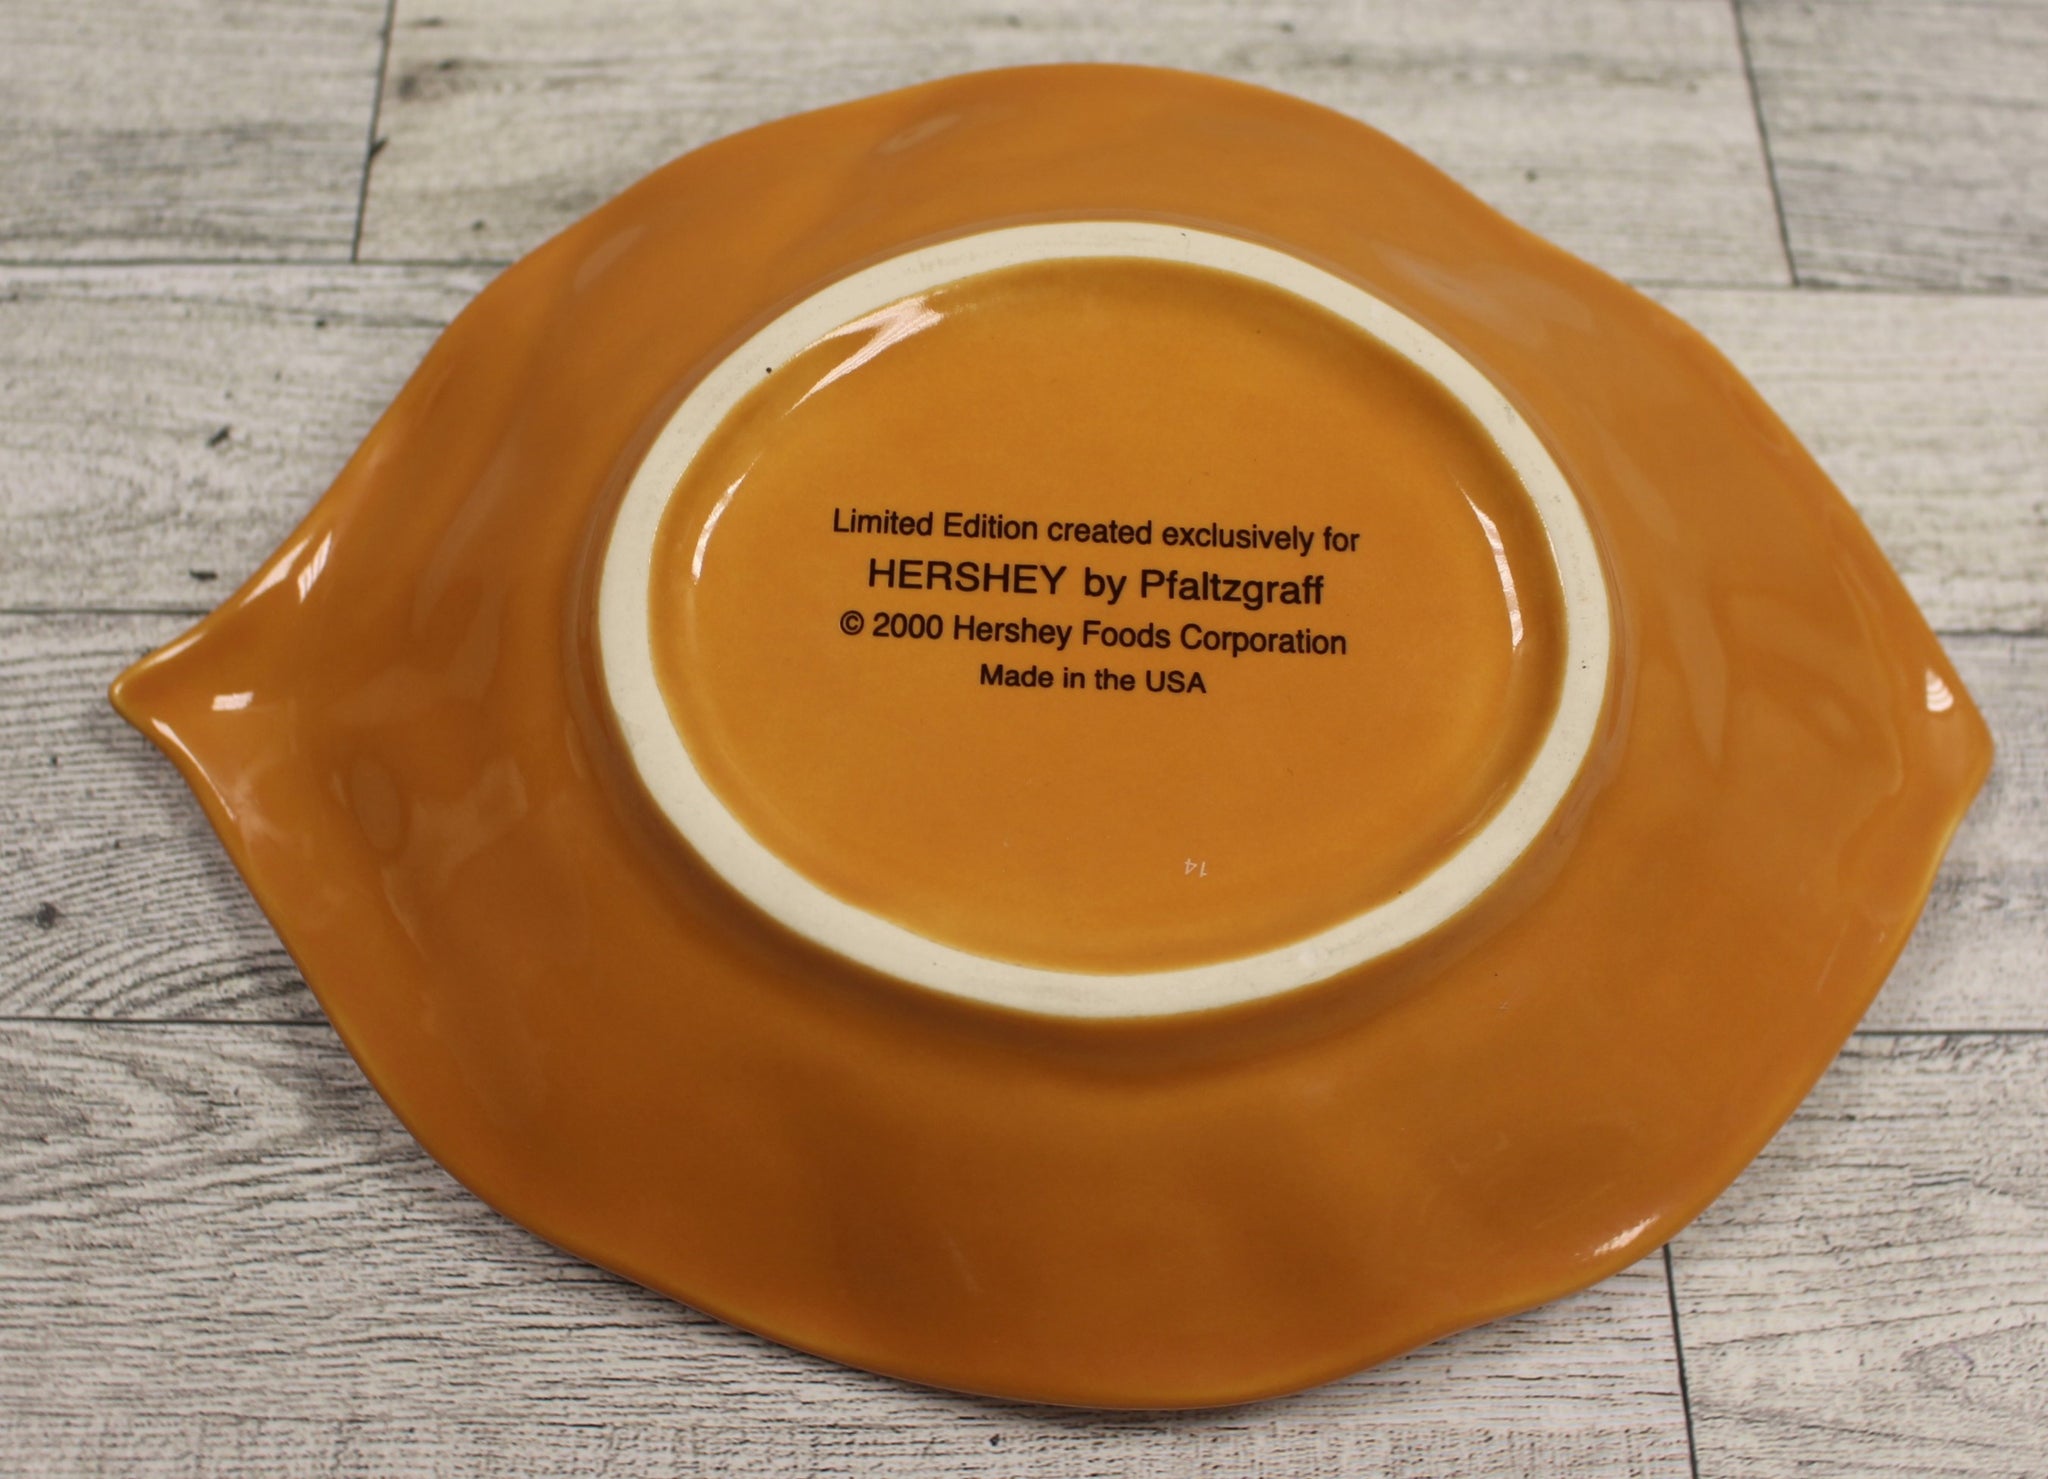 Limited Edition created exclusively for
HERSHEY by Pfaltzgraff
© 2000 Hershey Foods Corporation
Made in the USA
14